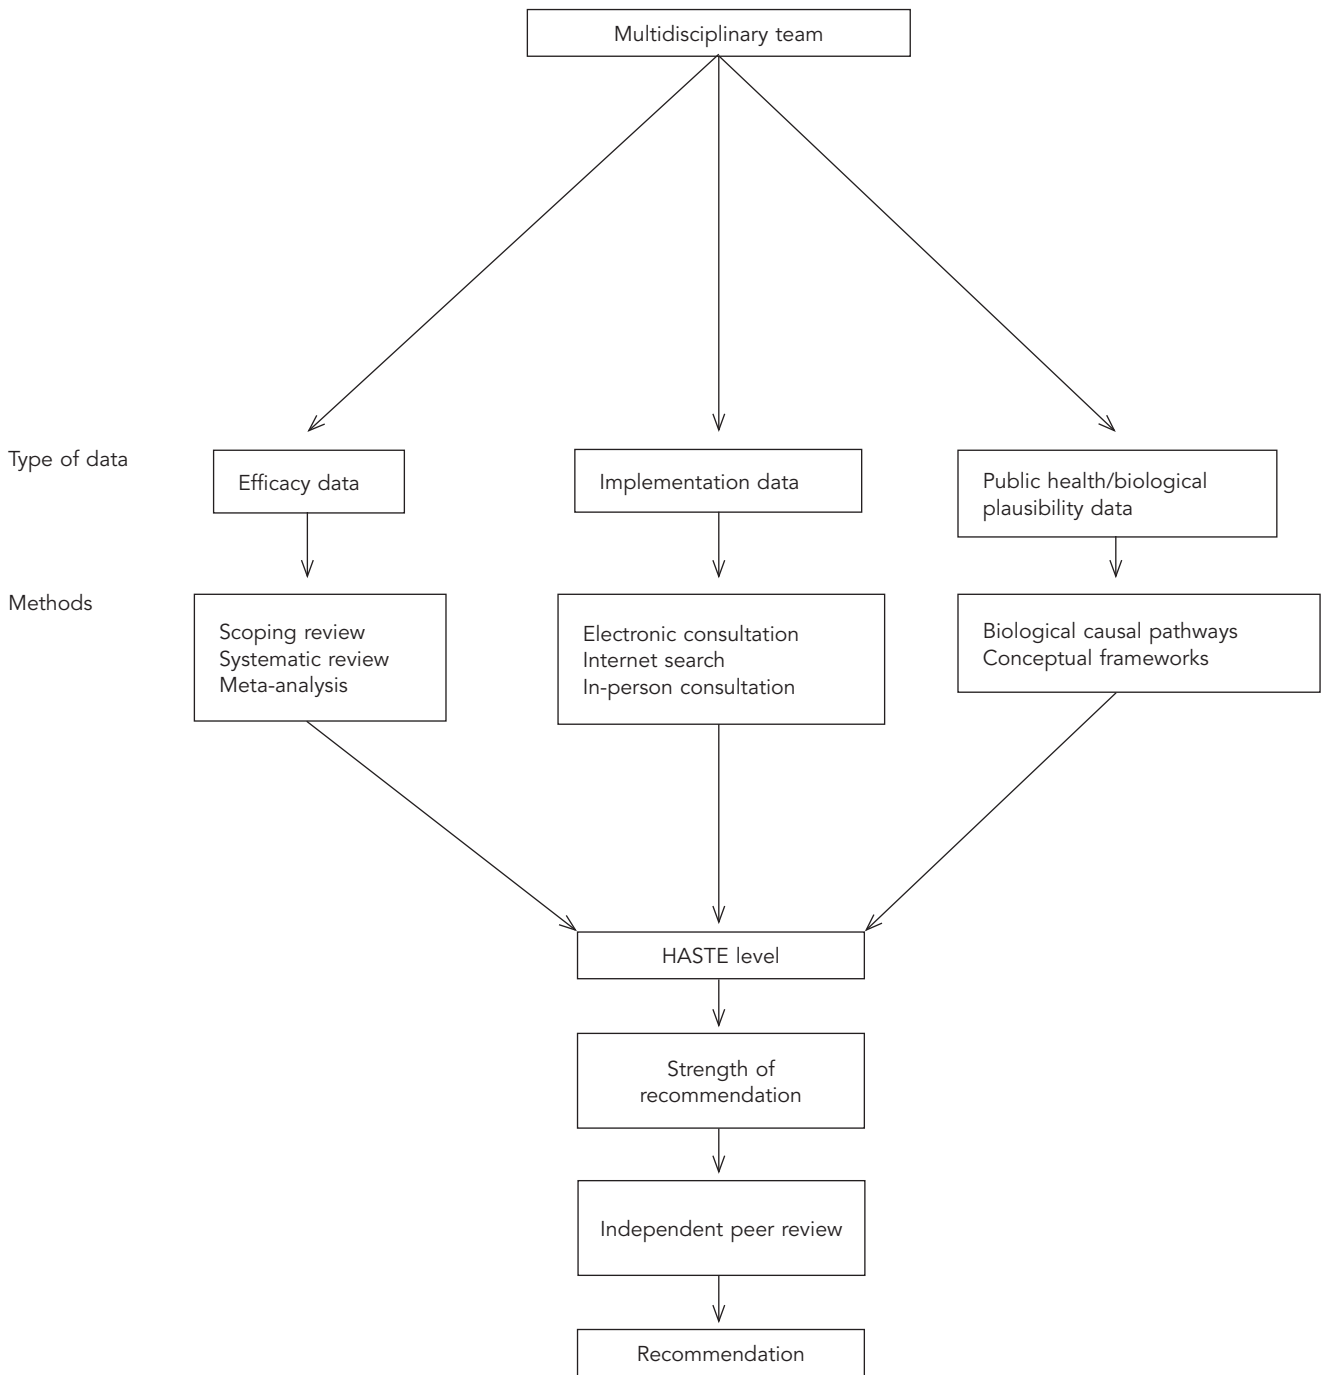 Multidisciplinary team
Type of data
Efficacy data
Implementation data
Public health/biological
plausibility data
Methods
Scoping review
Systematic review
Meta-analysis
Electronic consultation
Internet search
In-person consultation
Biological causal pathways
Conceptual frameworks
HASTE level
Strength of
recommendation
Independent peer review
Recommendation